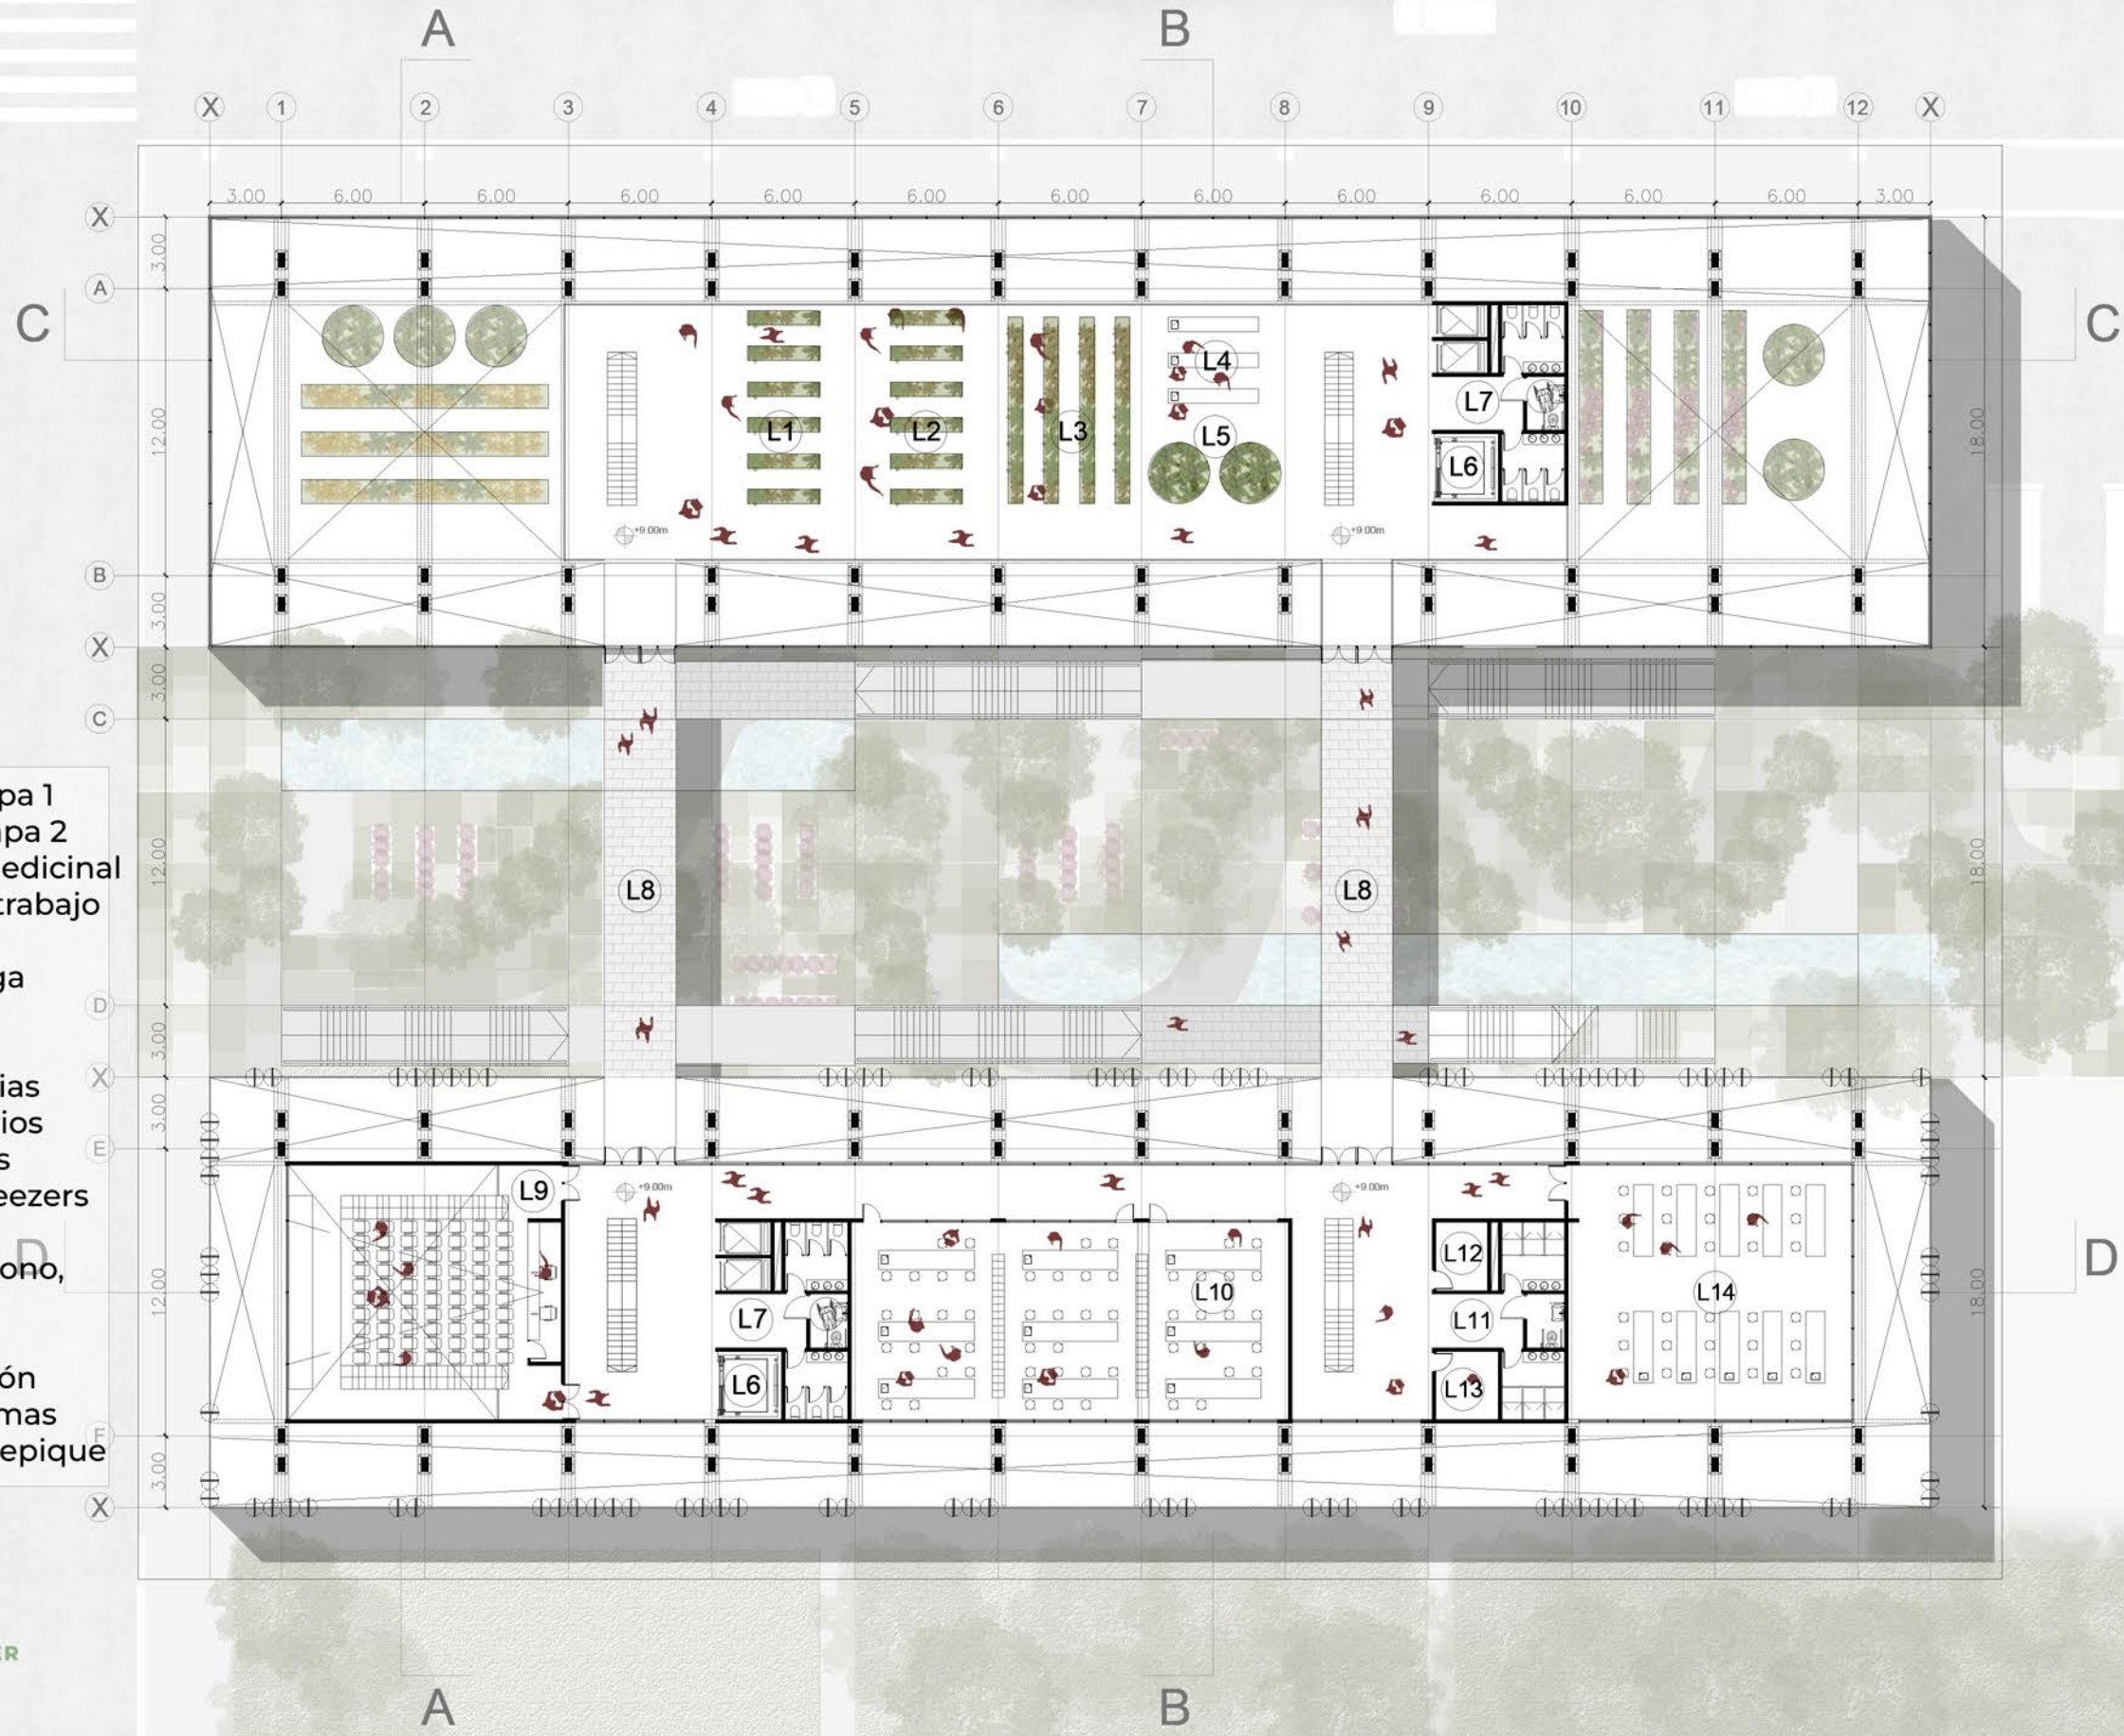 A B
X 1 2 3 4 5 6 7 8 9 10 11 12 X
3.00 6.00 6.00 6.00 6.00 6.00 6.00 6.00 6.00 6.00 6.00 6.00 3.00
X
3.00
A
C C
L4
L7
12.00 L1 L2 L3 L5 18.00
L6
+9.00m +9.00m
B
3.00
X
3.00
C
pa 1
pa 2
edicinal
12.00 18.00
trabajo
L8 L8
ga
D
3.00
X
ias
3.00
ios
E
s
L9 +9.00m +9.00m
eezers
L12
D D
ono,
12.00 L10 L14 18.00
L7 L11
ón
L6 L13
mas
F
epique
3.00
X
ER
A B